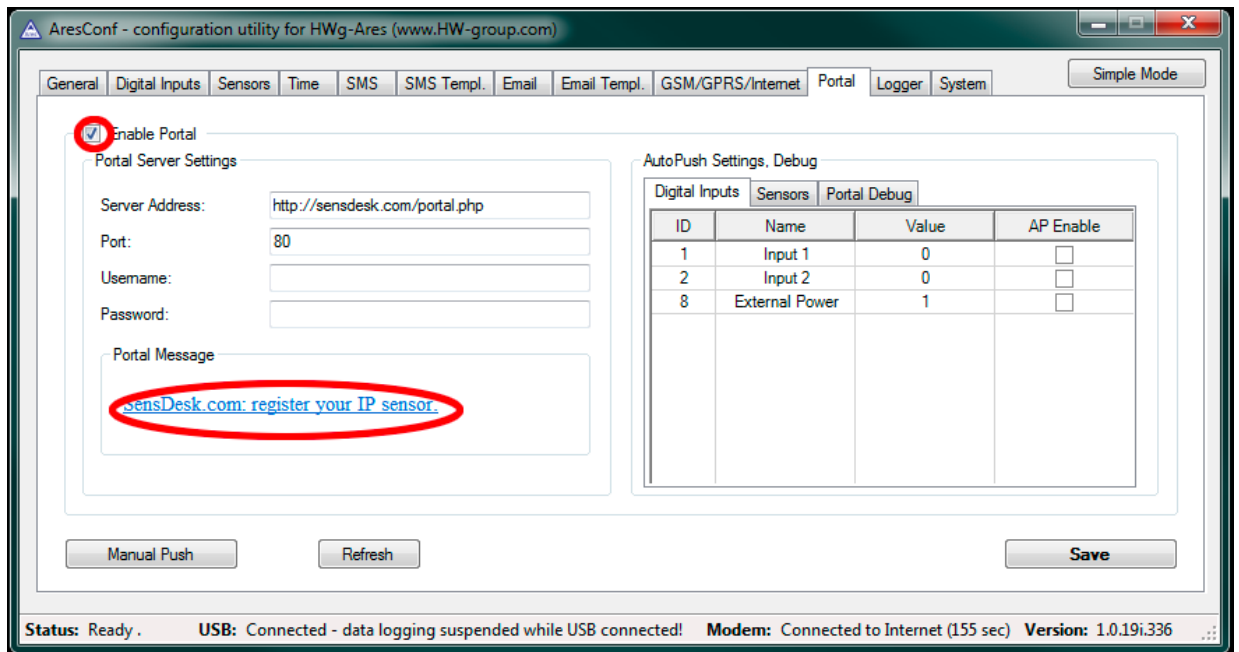 AresConf - configuration utility for HWg-Ares (www.HW-group.com)
Simple Mode
General Digital Inputs Sensors Time SMS SMS Templ. Email Email Templ. GSM/GPRS/Internet Portal Logger System
Enable Portal
Portal Server Settings
Server Address: http://sensdesk.com/portal.php
Port: 80
Username:
Password:
Portal Message
SensDesk.com: register your IP sensor.
AutoPush Settings, Debug
Digital Inputs Sensors Portal Debug
ID Name Value AP Enable
1 Input 1 0
2 Input 2 0
8 External Power 1
Manual Push Refresh Save
Status: Ready . USB: Connected - data logging suspended while USB connected! Modem: Connected to Internet (155 sec) Version: 1.0.19i.336